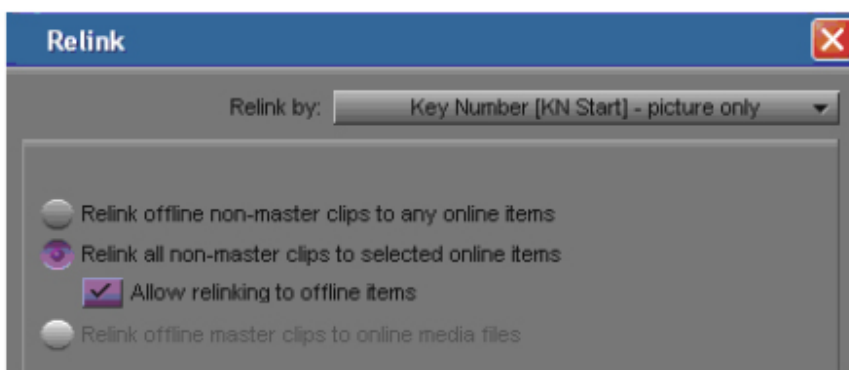 Relink
Relink by: Key Number [KN Start] - picture only
Relink offline non-master clips to any online items
Relink all non-master clips to selected online items
Allow relinking to offline items
Relink offline master clips to online media files